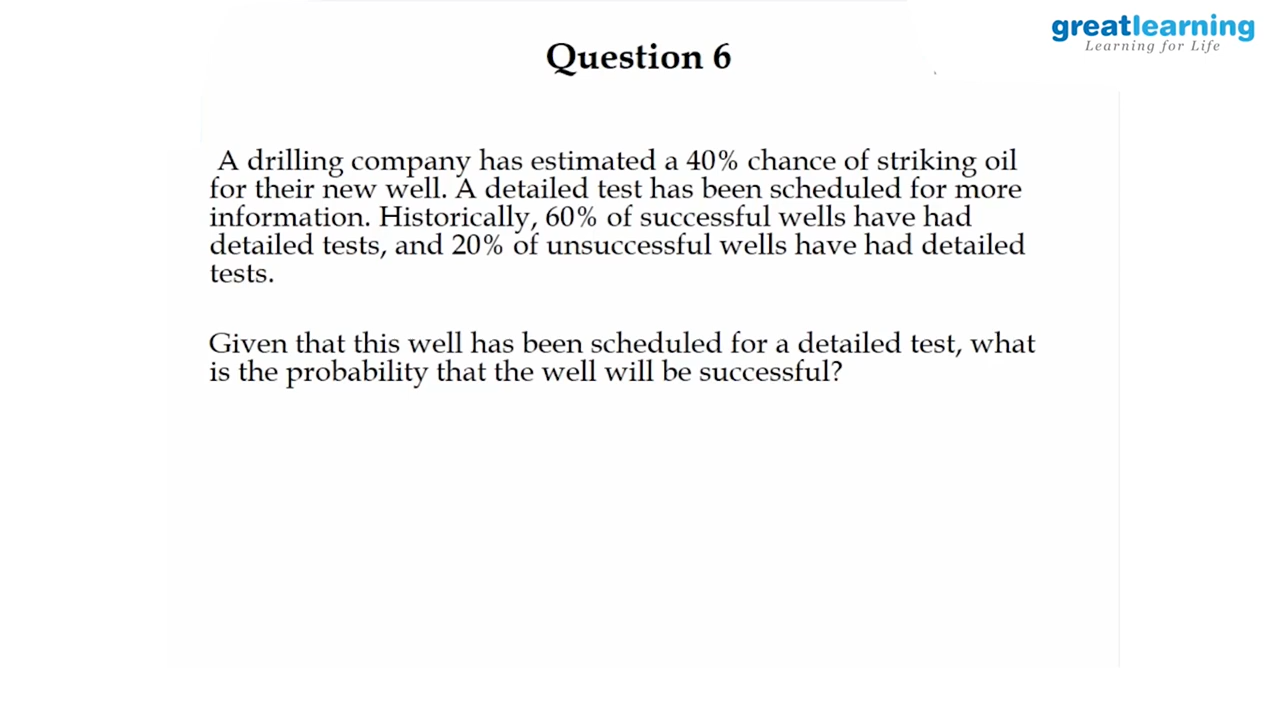 greatlearning
Learning for Life
Question 6
A drilling company has estimated a 40% chance of striking oil
for their new well. A detailed test has been scheduled for more
information. Historically, 60% of successful wells have had
detailed tests, and 20% of unsuccessful wells have had detailed
tests.
Given that this well has been scheduled for a detailed test, what
is the probability that the well will be successful?